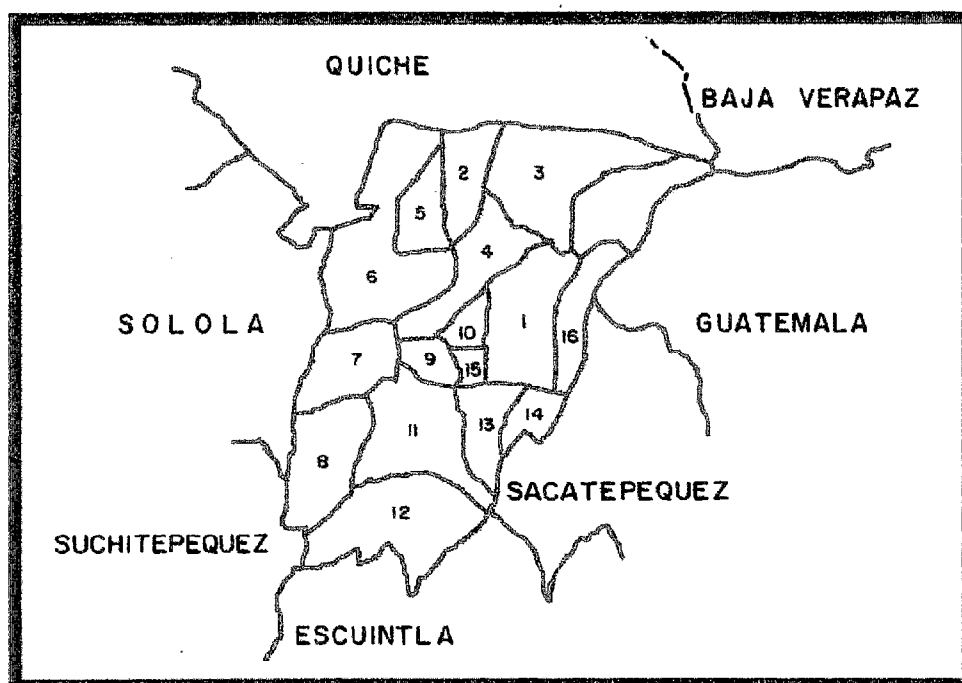 QUICHE
BAJA VERAPAZ
2
3
5
4
6
SOLOLA
GUATEMALA
1
10
16
7
9
15
11
13
14
8
SACATEPEQUEZ
12
SUCHITEPEQUEZ
ESCUINTLA